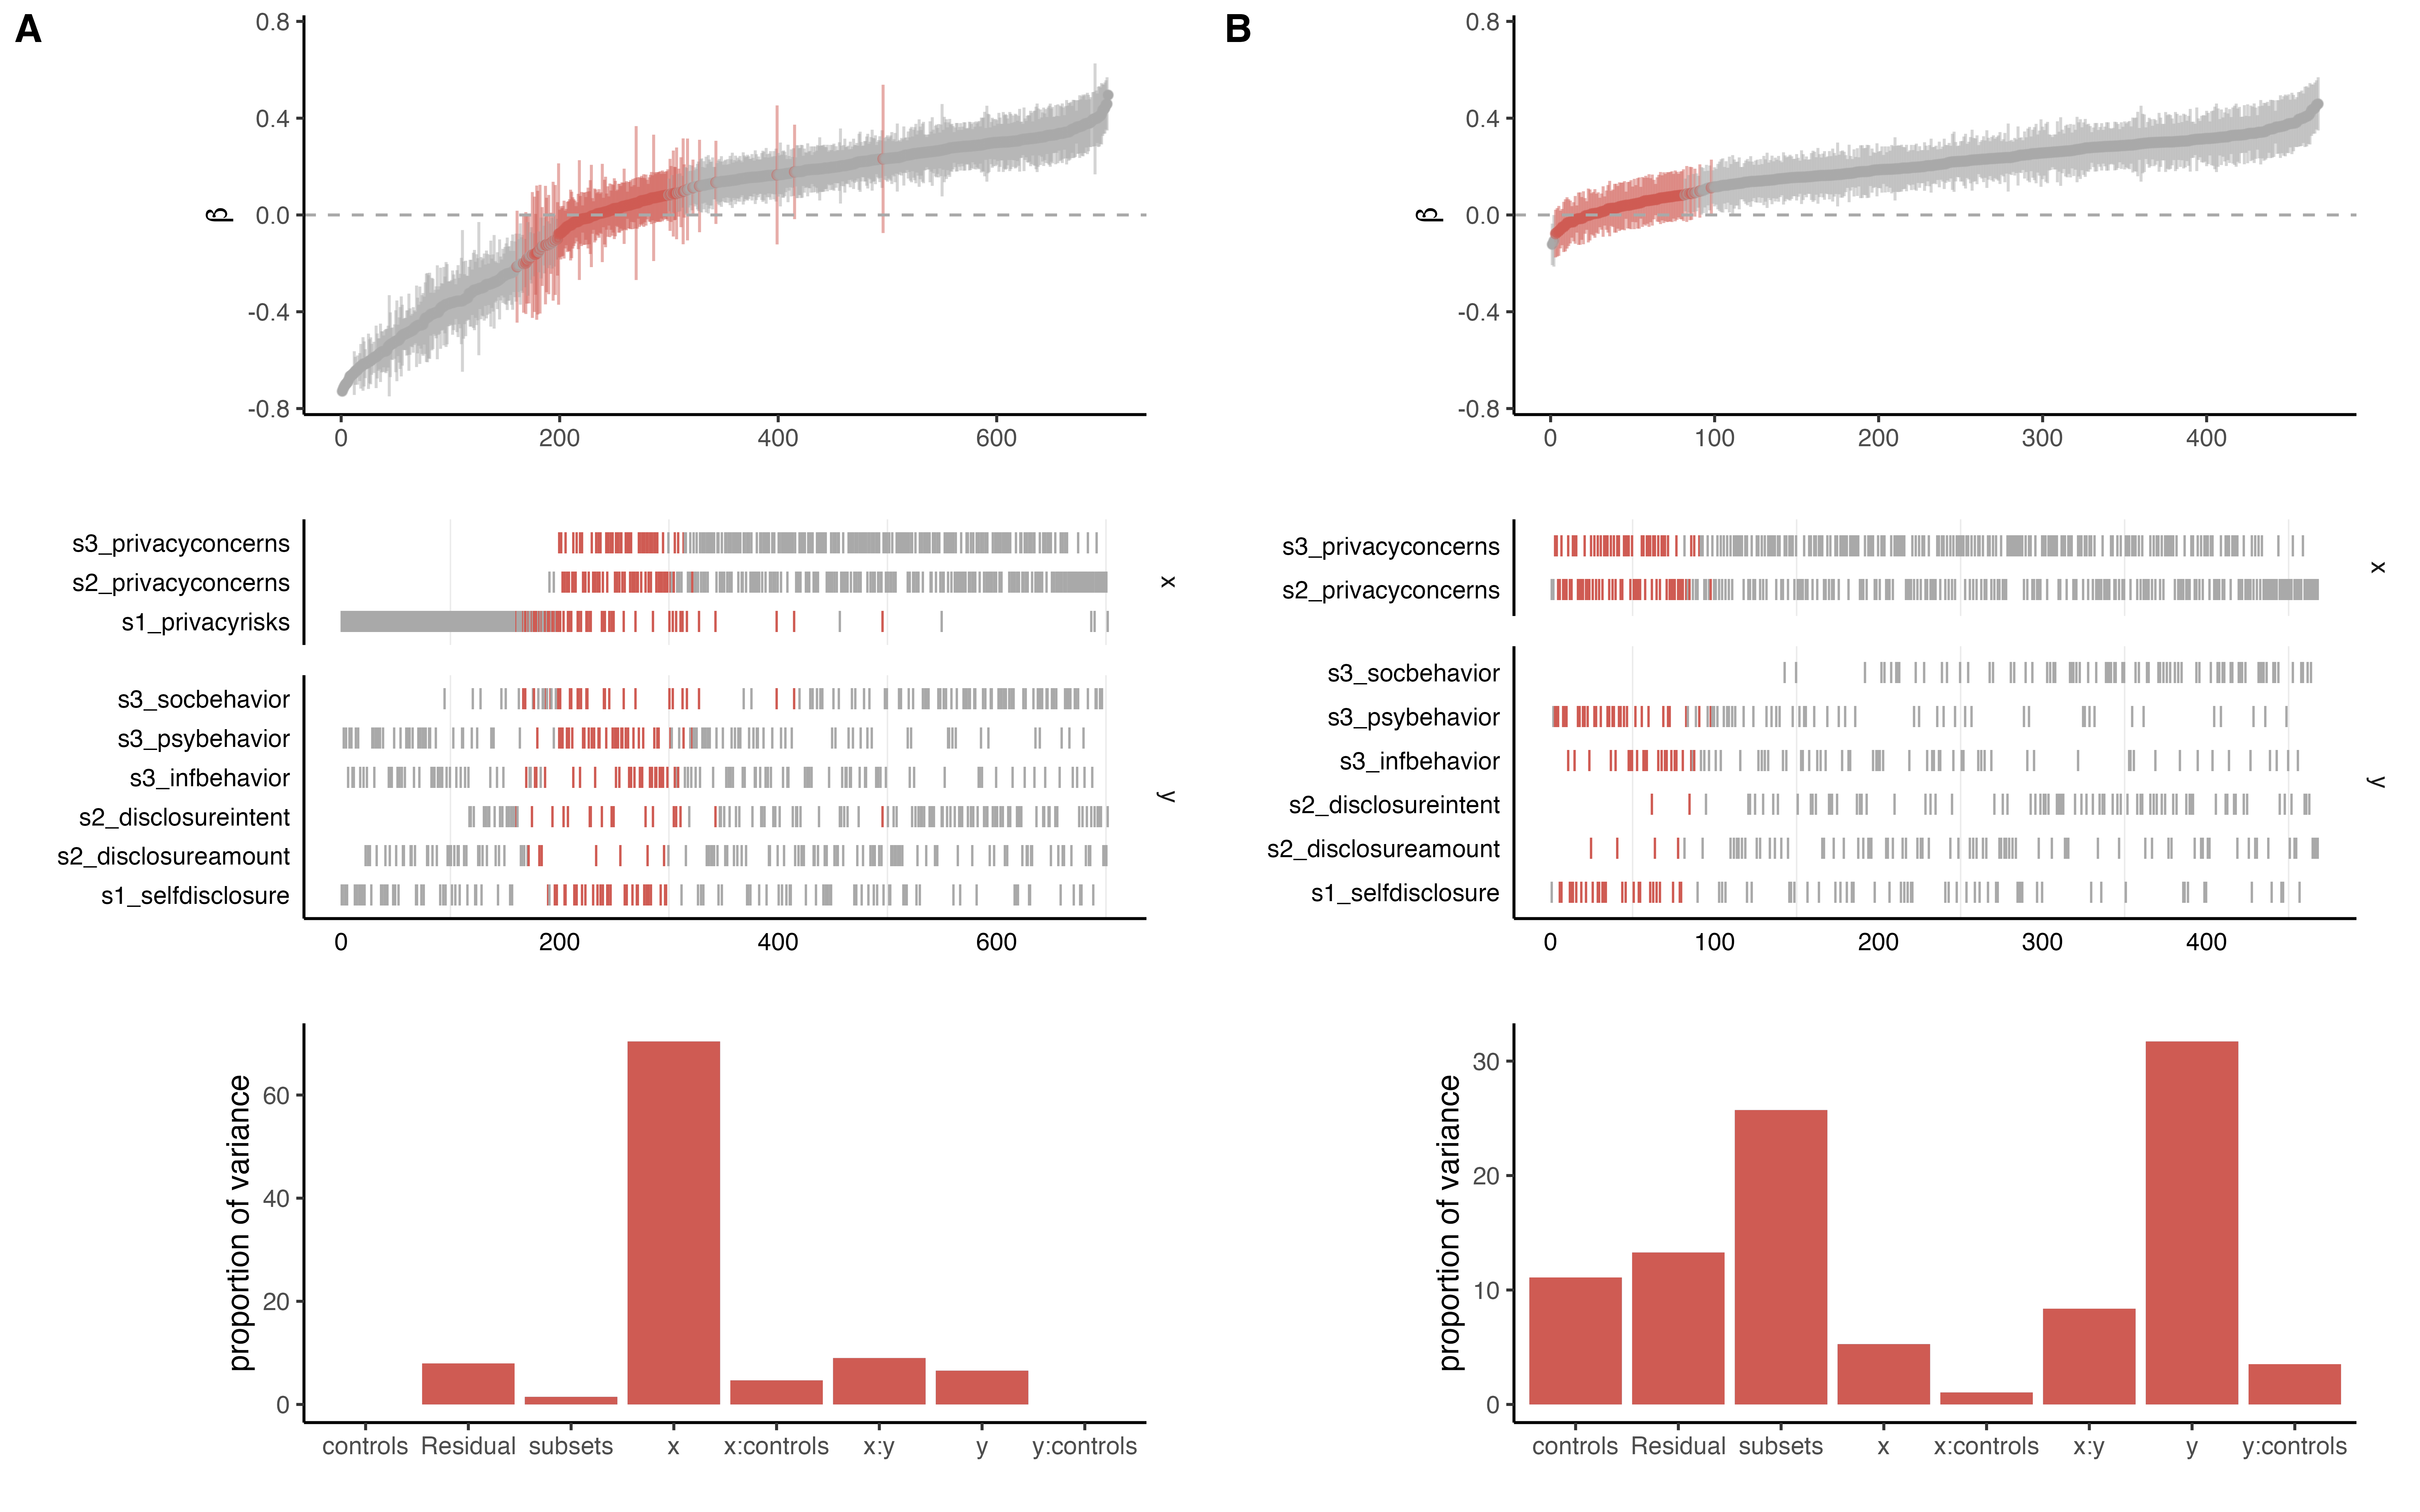 A
0.8
0.4
0.0
-0.4
-0.8
β
0 200 400 600
s3_privacyconcerns
s2_privacyconcerns
s1_privacyrisks
x
s3_socbehavior
s3_psybehavior
s3_infbehavior
s2_disclosureintent
s2_disclosureamount
s1_selfdisclosure
y
0 200 400 600
proportion of variance
60
40
20
0
controls Residual subsets x x:controls x:y y y:controls
B
0.8
0.4
0.0
-0.4
-0.8
β
0 100 200 300 400
s3_privacyconcerns
s2_privacyconcerns
x
s3_socbehavior
s3_psybehavior
s3_infbehavior
s2_disclosureintent
s2_disclosureamount
s1_selfdisclosure
y
0 100 200 300 400
proportion of variance
30
20
10
0
controls Residual subsets x x:controls x:y y y:controls